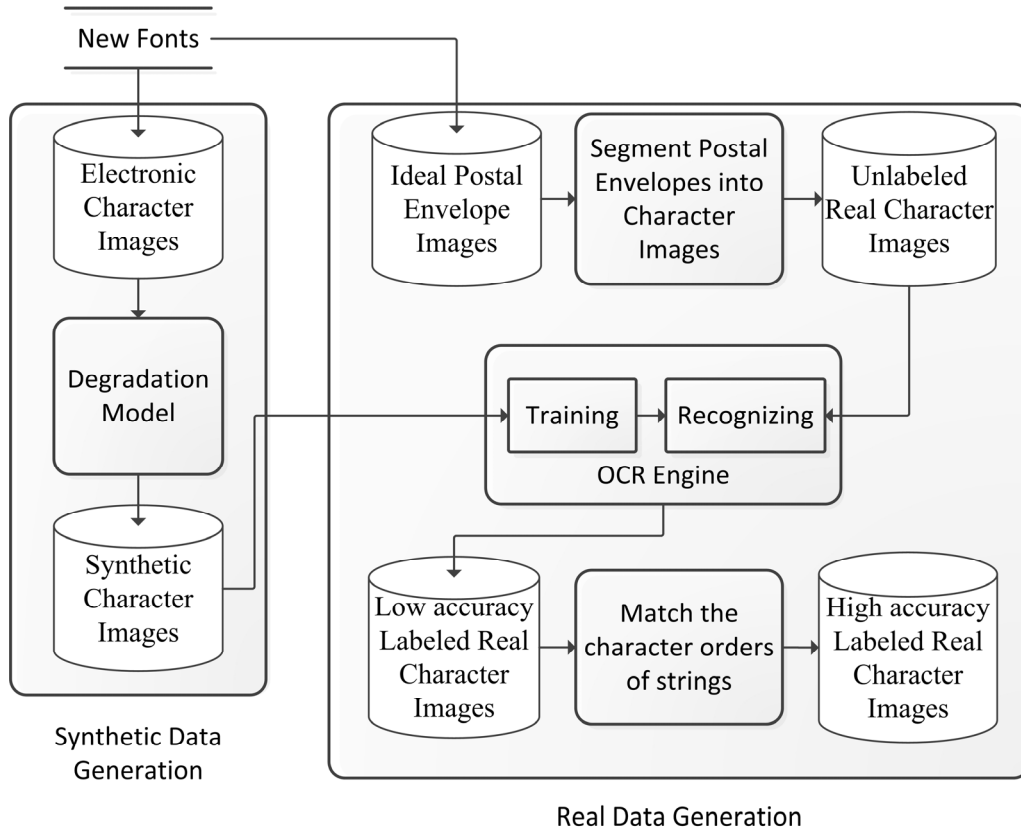 New Fonts
Electronic
Character
Images
Degradation
Model
Synthetic
Character
Images
Synthetic Data
Generation
Ideal Postal
Envelope
Images
Segment Postal
Envelopes into
Character
Images
Unlabeled
Real Character
Images
Training
Recognizing
OCR Engine
Low accuracy
Labeled Real
Character
Images
Match the
character orders
of strings
High accuracy
Labeled Real
Character
Images
Real Data Generation